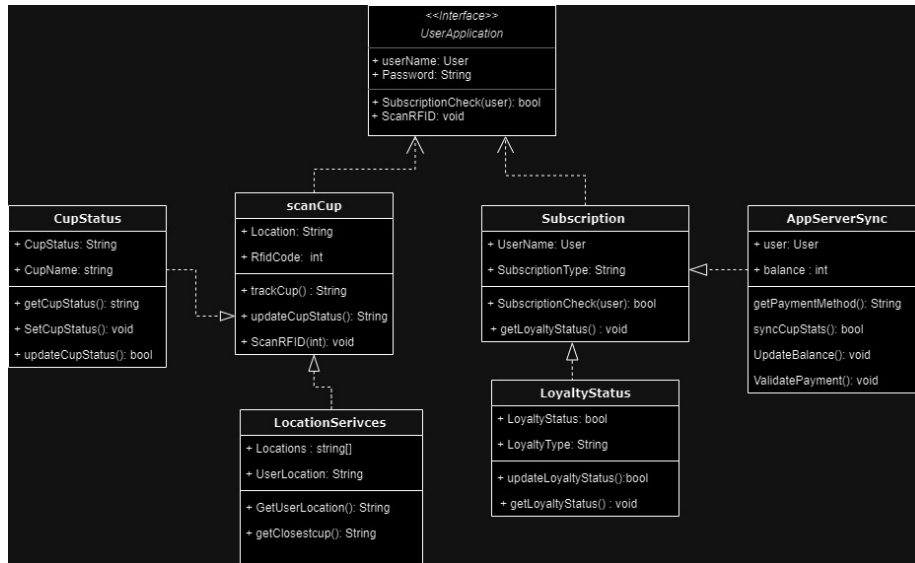 <<Interface>>
UserApplication
+ userName: User
+ Password: String
+ SubscriptionCheck(user): bool
+ ScanRFID: void
CupStatus
+ CupStatus: String
+ CupName: string
+ getCupStatus(): string
+ SetCupStatus(): void
+ updateCupStatus(): bool
scanCup
+ Location: String
+ RfidCode: int
+ trackCup() : String
+ updateCupStatus(): String
+ ScanRFID(int): void
Subscription
+ UserName: User
+ SubscriptionType: String
+ SubscriptionCheck(user): bool
+ getLoyaltyStatus() : void
AppServerSync
+ user: User
+ balance : int
getPaymentMethod(): String
syncCupStats(): bool
UpdateBalance(): void
ValidatePayment(): void
LocationSerivces
+ Locations : string[]
+ UserLocation: String
+ GetUserLocation(): String
+ getClosestcup(): String
LoyaltyStatus
+ LoyaltyStatus: bool
+ LoyaltyType: String
+ updateLoyaltyStatus():bool
+ getLoyaltyStatus() : void